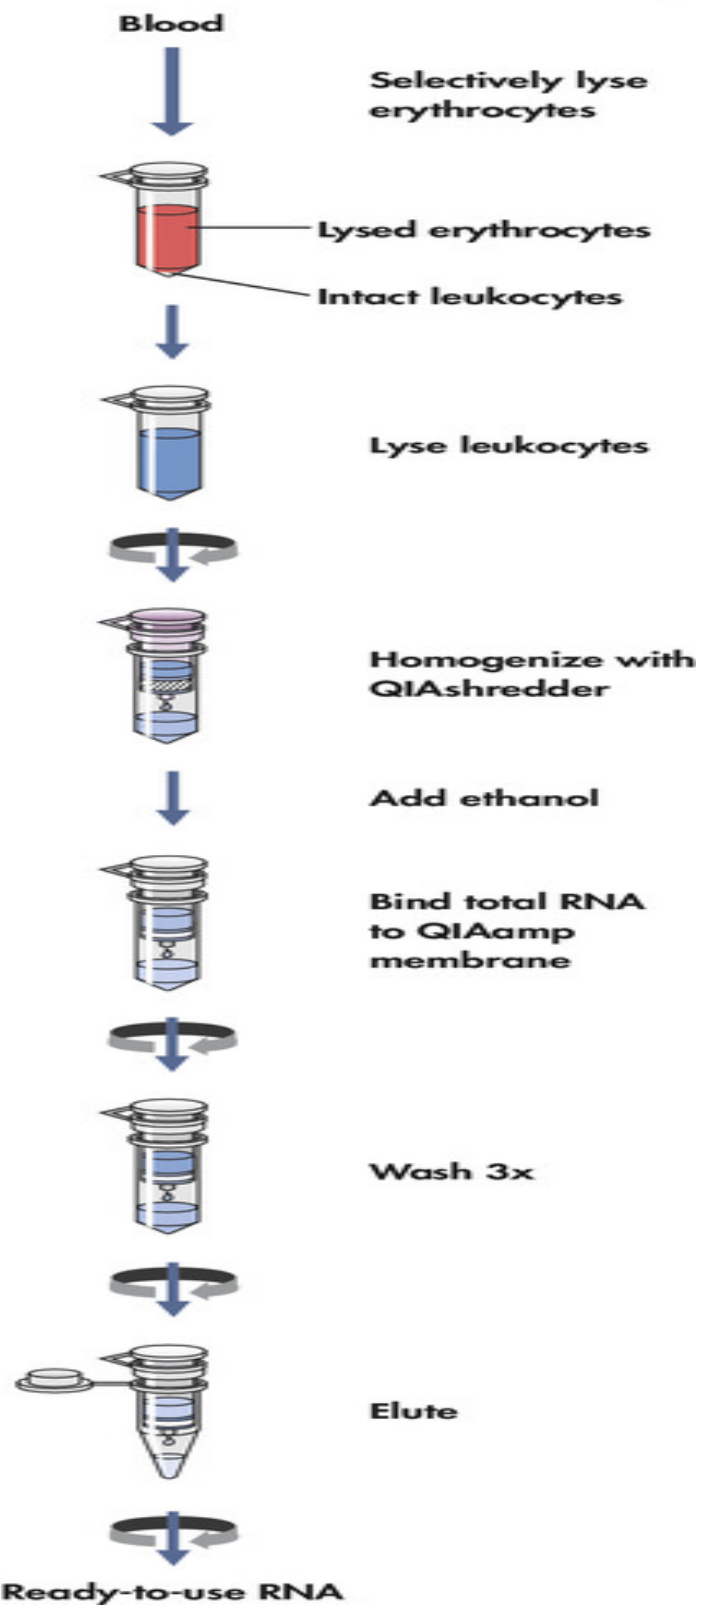 Blood
Selectively lyse
erythrocytes
Lysed erythrocytes
Intact leukocytes
Lyse leukocytes
Homogenize with
QIAshredder
Add ethanol
Bind total RNA
to QIAamp
membrane
Wash 3x
Elute
Ready-to-use RNA